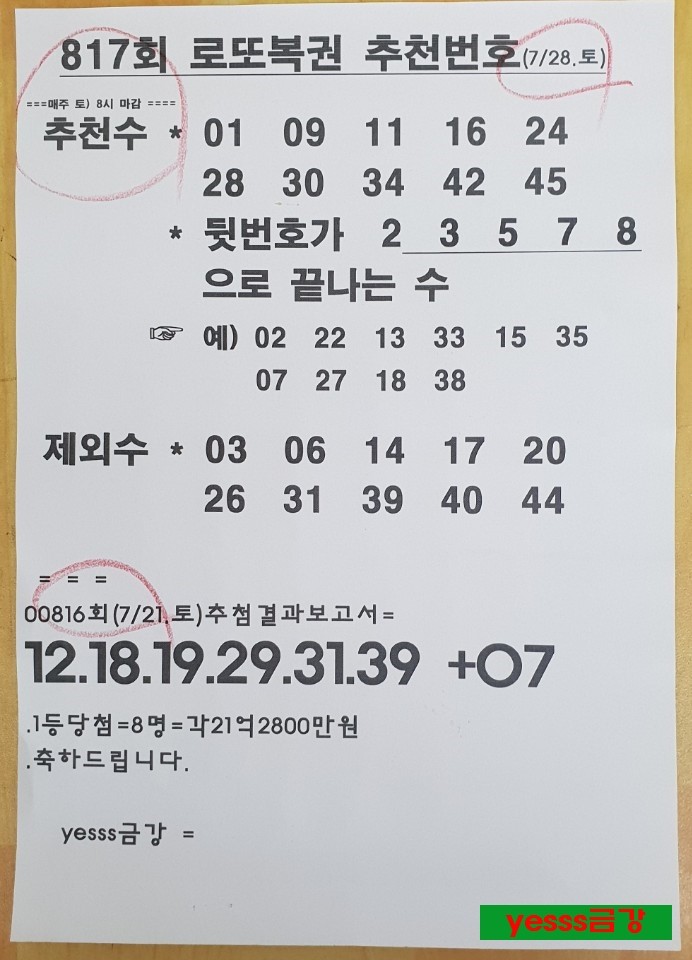 817회 로또복권 추천번호(7/28.토)
===매주 토) 8시 마감 ====
추천수 * 01 09 11 16 24
28 30 34 42 45
* 뒷번호가 2 3 5 7 8
으로 끝나는 수
☞ 예) 02 22 13 33 15 35
07 27 18 38
제외수 * 03 06 14 17 20
26 31 39 40 44
= = =
00816회(7/21.토)추첨결과보고서=
12.18.19.29.31.39 +07
.1등당첨=8명=각21억2800만원
.축하드립니다.
yesss금강 =
yesss금강